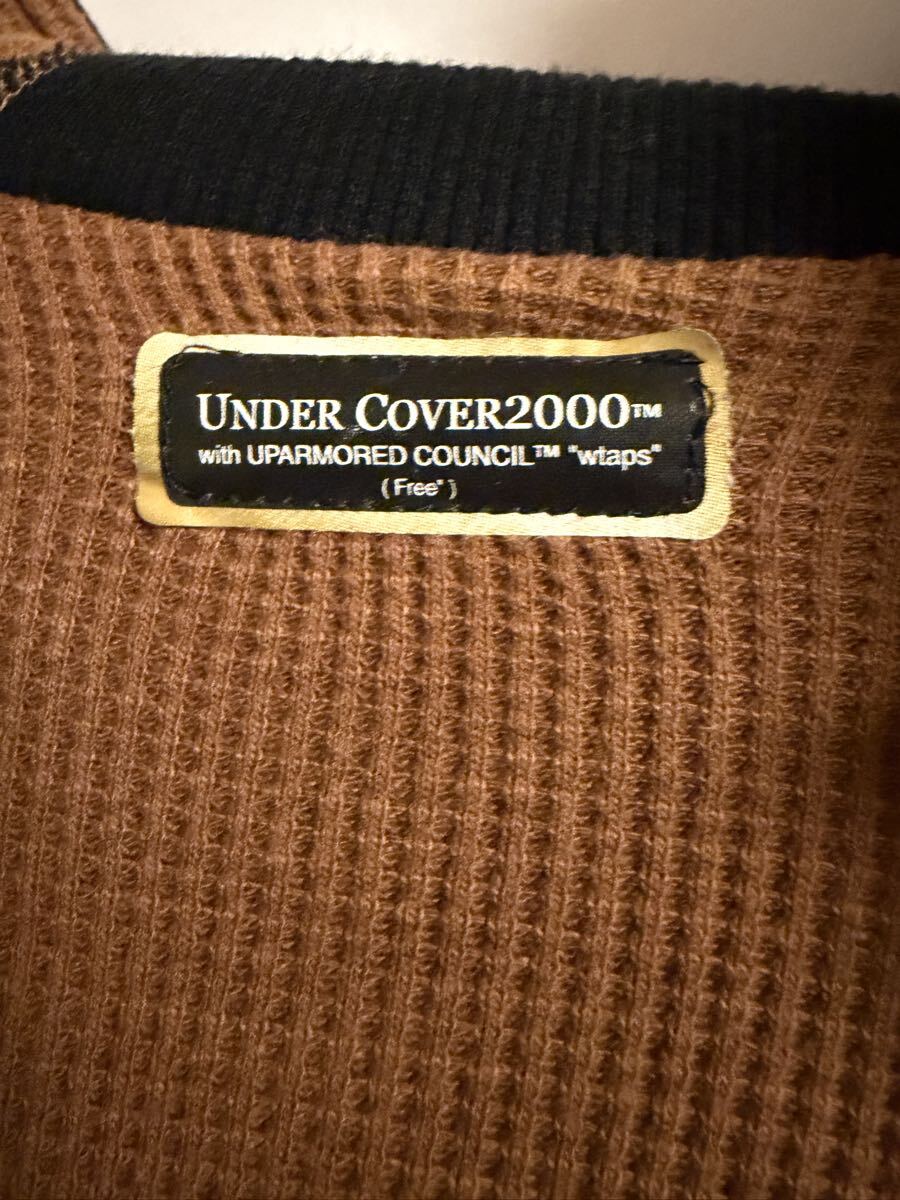 UNDER COVER2000™
with UPARMORED COUNCIL™ "wtaps"
(Free*)